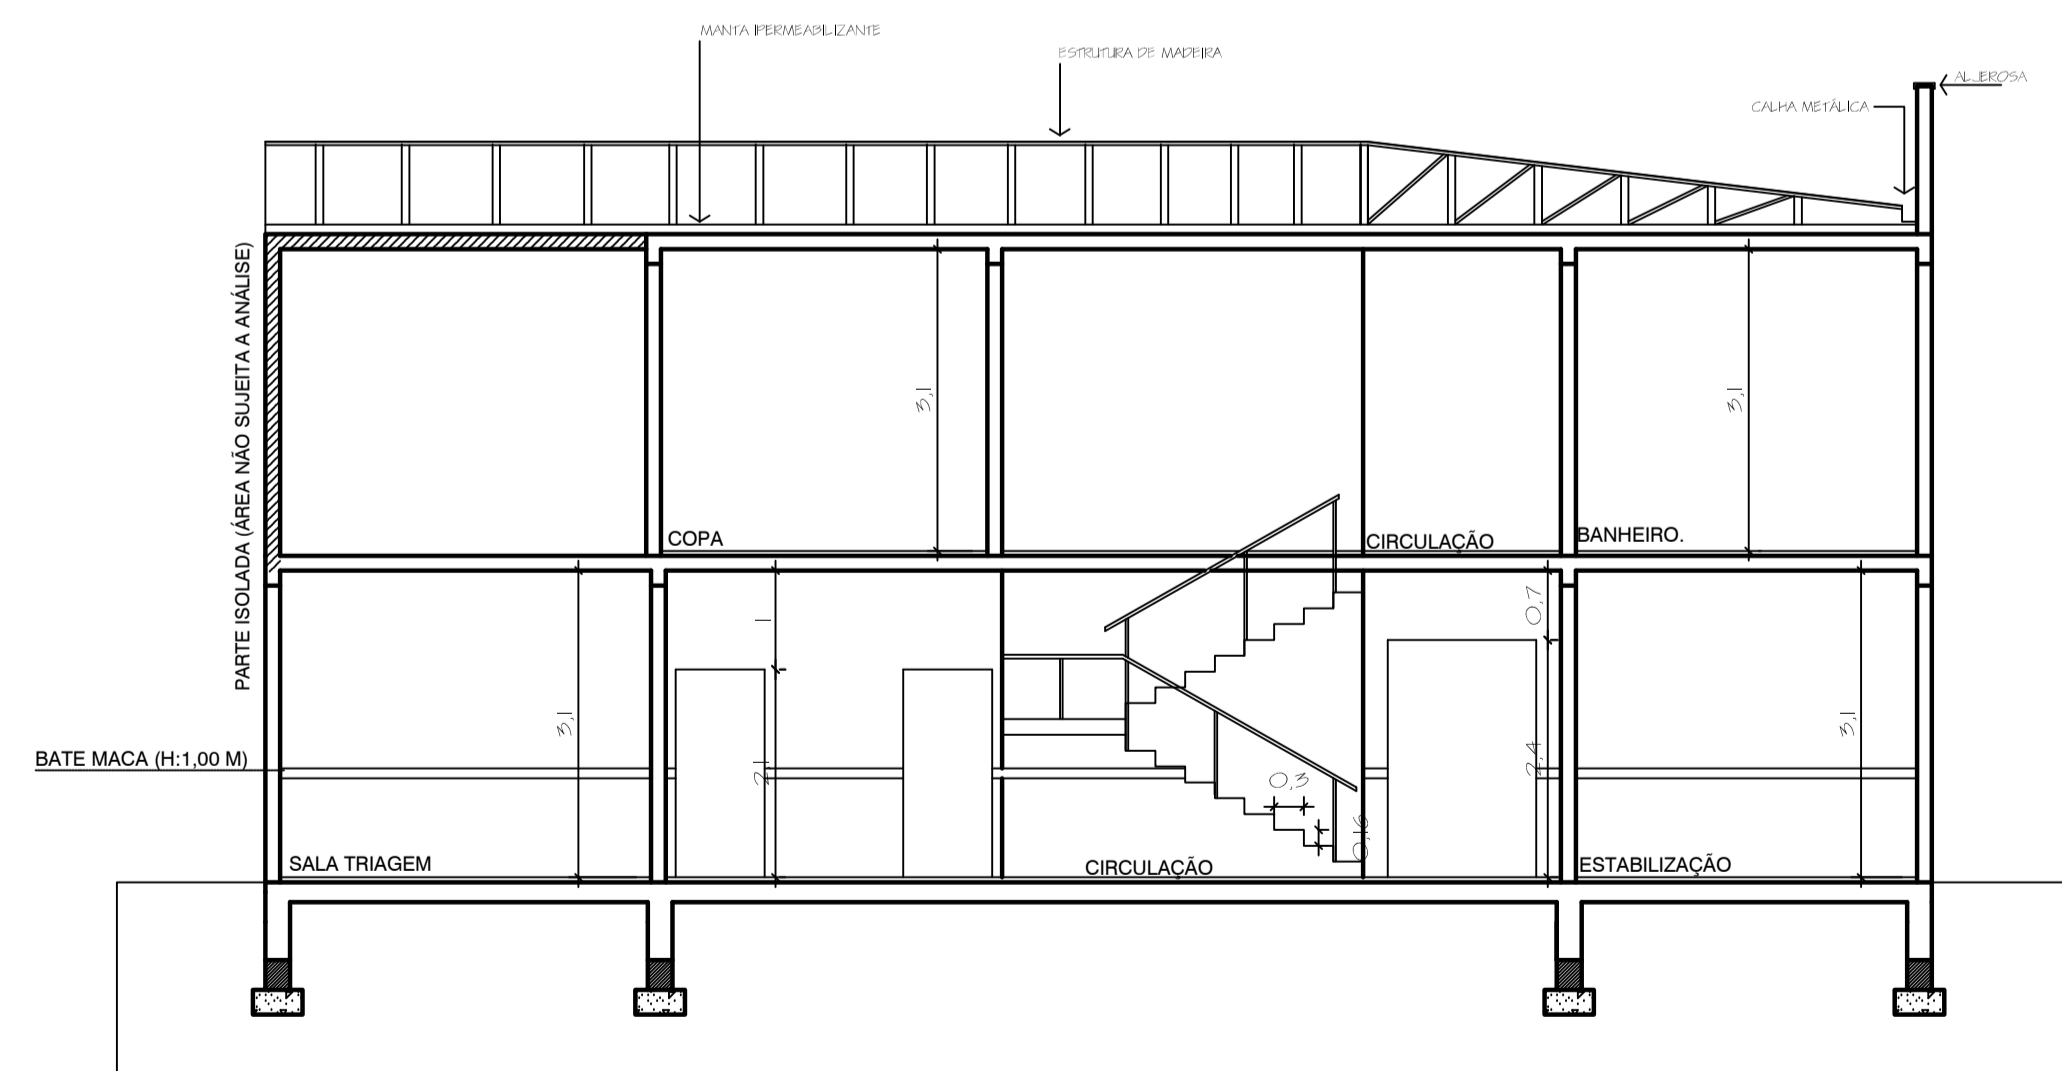 MANTA IPERMEABILIZANTE
ESTRUTURA DE MADEIRA
ALJEROSA
CALHA METÁLICA
PARTE ISOLADA (ÁREA NÃO SUJEITA A ANÁLISE)
3,1
3,1
COPA
CIRCULAÇÃO
BANHEIRO.
1
0,7
3,1
2,1
2,4
3,1
BATE MACA (H:1,00 M)
0,3
0,16
SALA TRIAGEM
CIRCULAÇÃO
ESTABILIZAÇÃO